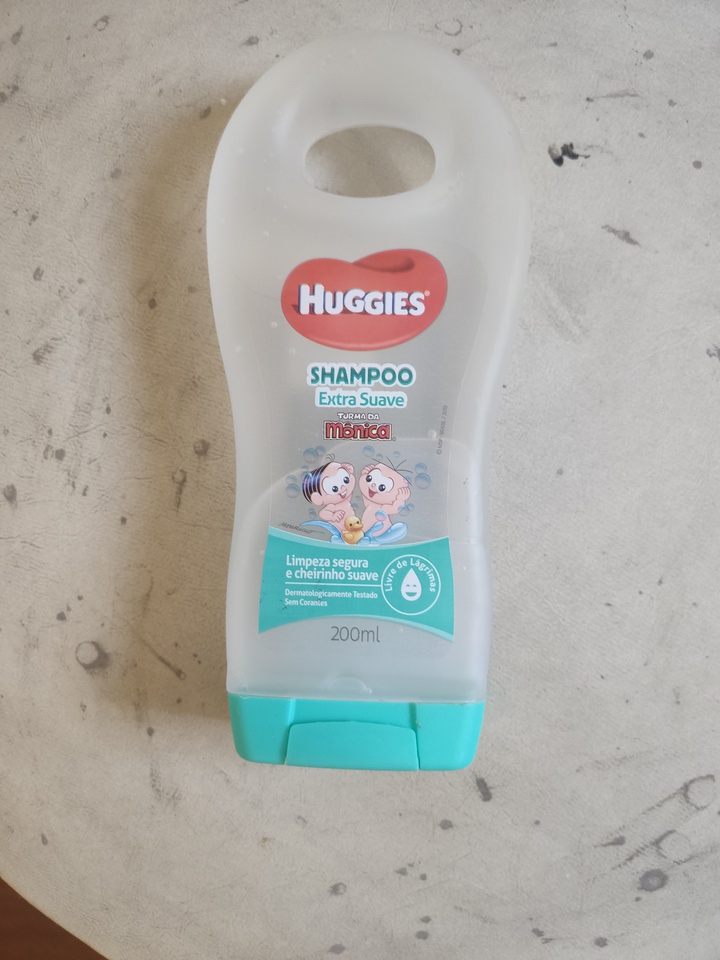 HUGGIES
SHAMPOO
Extra Suave
TURMA DA
Mônica
Limpeza segura
e cheirinho suave
Livre de Lágrimas
Dermatologicamente Testado
Sem Corantes
200ml